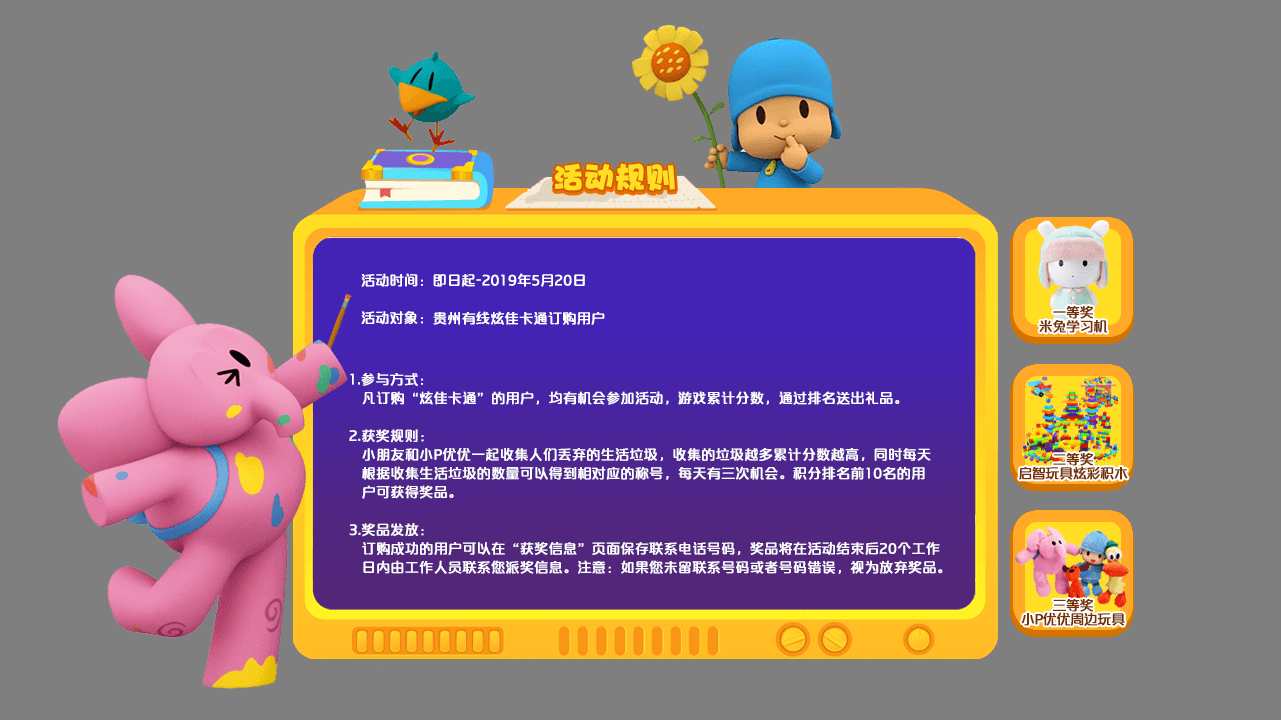 活动规则
活动时间：即日起-2019年5月20日
活动对象：贵州有线炫佳卡通订购用户
1.参与方式：
凡订购“炫佳卡通”的用户，均有机会参加活动，游戏累计分数，通过排名送出礼品。
2.获奖规则：
小朋友和小P优优一起收集人们丢弃的生活垃圾，收集的垃圾越多累计分数越高，同时每天
根据收集生活垃圾的数量可以得到相对应的称号，每天有三次机会。积分排名前10名的用
户可获得奖品。
3.奖品发放：
订购成功的用户可以在“获奖信息”页面保存联系电话号码，奖品将在活动结束后20个工作
日内由工作人员联系您派奖信息。注意：如果您未留联系号码或者号码错误，视为放弃奖品。
一等奖
米兔学习机
二等奖
启智玩具炫彩积木
三等奖
小P优优周边玩具